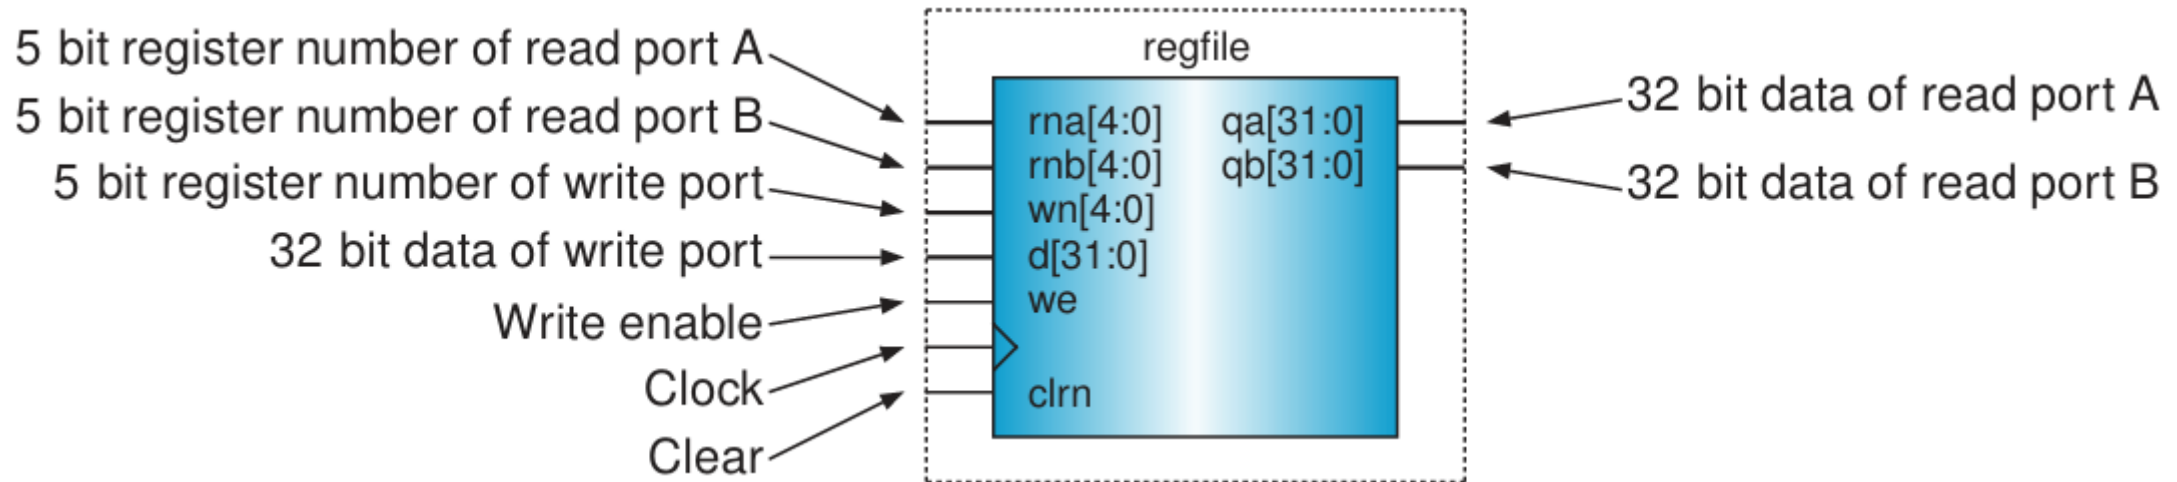 regfile
5 bit register number of read port A
5 bit register number of read port B
5 bit register number of write port
32 bit data of write port
Write enable
Clock
Clear
rna[4:0] qa[31:0]
rnb[4:0] qb[31:0]
wn[4:0]
d[31:0]
we
clrn
32 bit data of read port A
32 bit data of read port B